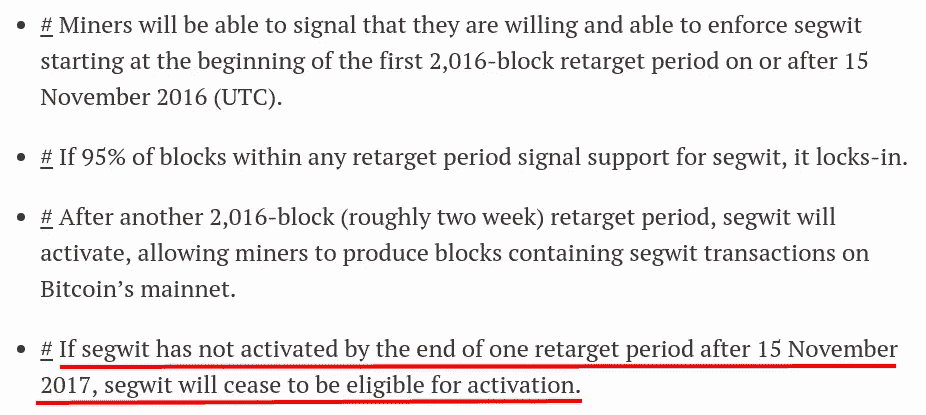 • # Miners will be able to signal that they are willing and able to enforce segwit
starting at the beginning of the first 2,016-block retarget period on or after 15
November 2016 (UTC).
• # If 95% of blocks within any retarget period signal support for segwit, it locks-in.
• # After another 2,016-block (roughly two week) retarget period, segwit will
activate, allowing miners to produce blocks containing segwit transactions on
Bitcoin’s mainnet.
• # If segwit has not activated by the end of one retarget period after 15 November
2017, segwit will cease to be eligible for activation.